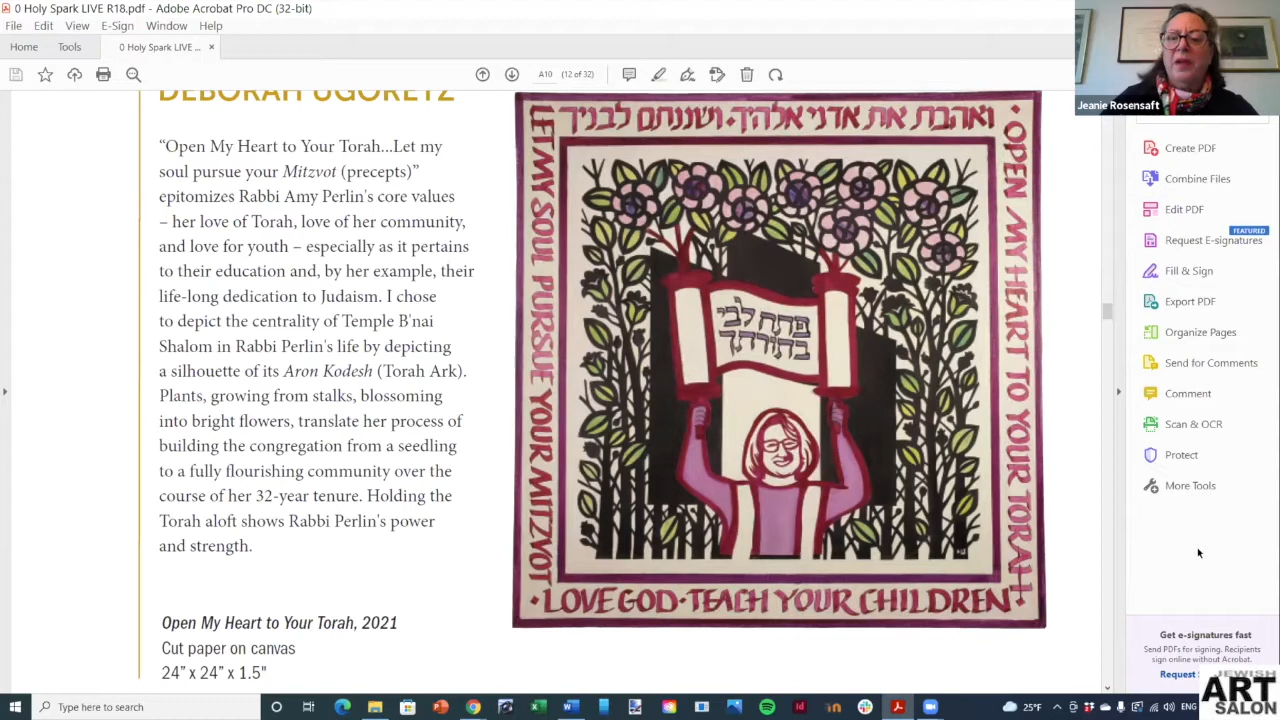 0 Holy Spark LIVE R18.pdf - Adobe Acrobat Pro DC (32-bit)
File Edit View E-Sign Window Help
Home Tools 0 Holy Spark LIVE ... ×
A10 (12 of 32)
Jeanie Rosensaft
DEBORAH UGORETZ
“Open My Heart to Your Torah...Let my
soul pursue your Mitzvot (precepts)”
epitomizes Rabbi Amy Perlin's core values
– her love of Torah, love of her community,
and love for youth – especially as it pertains
to their education and, by her example, their
life-long dedication to Judaism. I chose
to depict the centrality of Temple B'nai
Shalom in Rabbi Perlin's life by depicting
a silhouette of its Aron Kodesh (Torah Ark).
Plants, growing from stalks, blossoming
into bright flowers, translate her process of
building the congregation from a seedling
to a fully flourishing community over the
course of her 32-year tenure. Holding the
Torah aloft shows Rabbi Perlin's power
and strength.
Open My Heart to Your Torah, 2021
Cut paper on canvas
24” x 24” x 1.5"
ואהבת את אדני אלהיך · ושננתם לבניך
OPEN MY HEART TO YOUR TORAH
LET MY SOUL PURSUE YOUR MITZVOT
פתח לבי
בתורתך
· LOVE GOD · TEACH YOUR CHILDREN ·
Create PDF
Combine Files
Edit PDF
FEATURED
Request E-signatures
Fill & Sign
Export PDF
Organize Pages
Send for Comments
Comment
Scan & OCR
Protect
More Tools
Get e-signatures fast
Send PDFs for signing. Recipients
sign online without Acrobat.
Request
JEWISH
ART
SALON
Type here to search
25°F
ENG